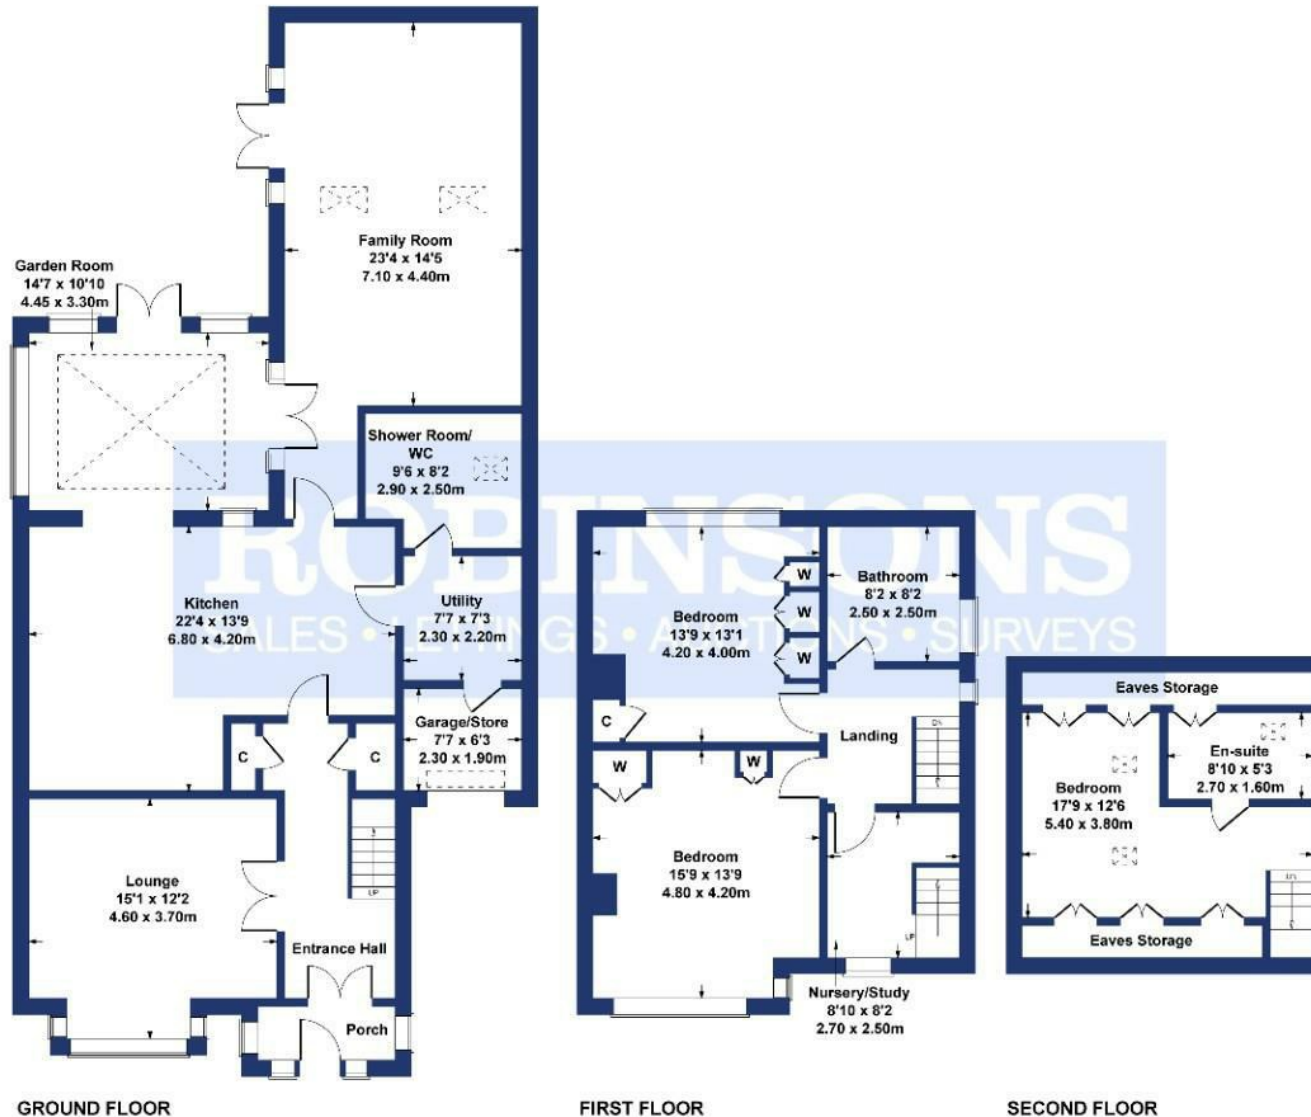 Garden Room
14'7 x 10'10
4.45 x 3.30m
Family Room
23'4 x 14'5
7.10 x 4.40m
Shower Room/
WC
9'6 x 8'2
2.90 x 2.50m
ROBINSONS
SALES • LETTINGS • AUCTIONS • SURVEYS
Kitchen
22'4 x 13'9
6.80 x 4.20m
Utility
7'7 x 7'3
2.30 x 2.20m
Garage/Store
7'7 x 6'3
2.30 x 1.90m
C
C
Lounge
15'1 x 12'2
4.60 x 3.70m
UP
Entrance Hall
Porch
GROUND FLOOR
Bedroom
13'9 x 13'1
4.20 x 4.00m
W
W
W
Bathroom
8'2 x 8'2
2.50 x 2.50m
C
Landing
DN
W
W
Bedroom
15'9 x 13'9
4.80 x 4.20m
UP
Nursery/Study
8'10 x 8'2
2.70 x 2.50m
FIRST FLOOR
Eaves Storage
En-suite
8'10 x 5'3
2.70 x 1.60m
Bedroom
17'9 x 12'6
5.40 x 3.80m
DN
Eaves Storage
SECOND FLOOR